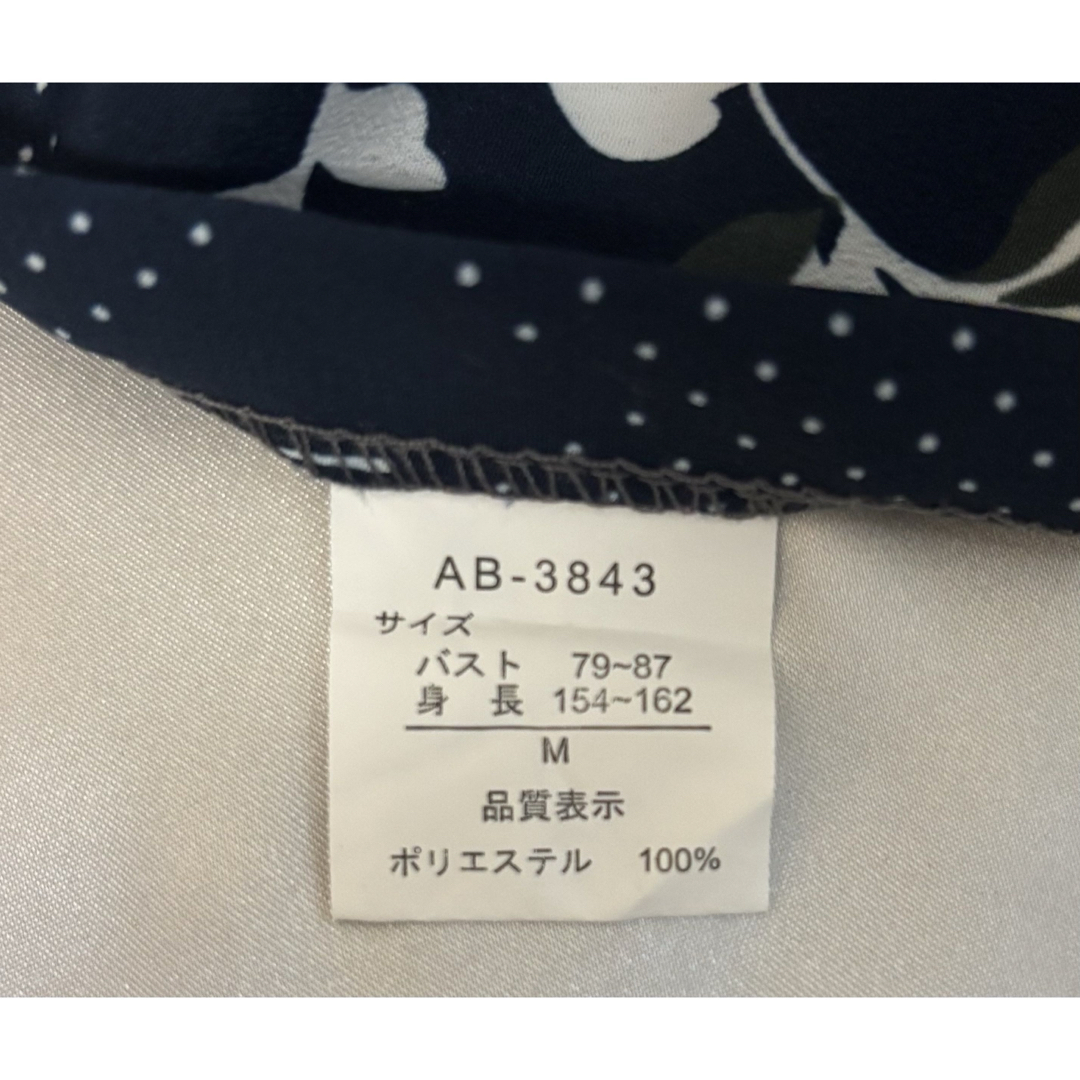 AB-3843
サイズ
バスト 79~87
身 長 154~162
M
品質表示
ポリエステル 100%